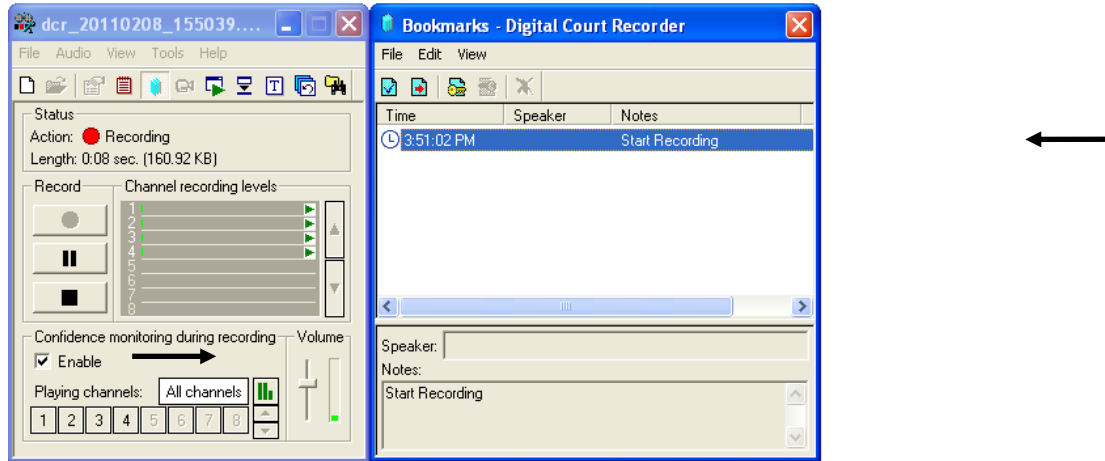 dcr_20110208_155039....
File Audio View Tools Help
T
Status
Action: Recording
Length: 0:08 sec. (160.92 KB)
Record
Channel recording levels
1
2
3
4
5
6
7
8
Confidence monitoring during recording
Volume
Enable
Playing channels: All channels
1 2 3 4 5 6 7 8
Bookmarks - Digital Court Recorder
File Edit View
Time Speaker Notes
3:51:02 PM Start Recording
Speaker:
Notes:
Start Recording